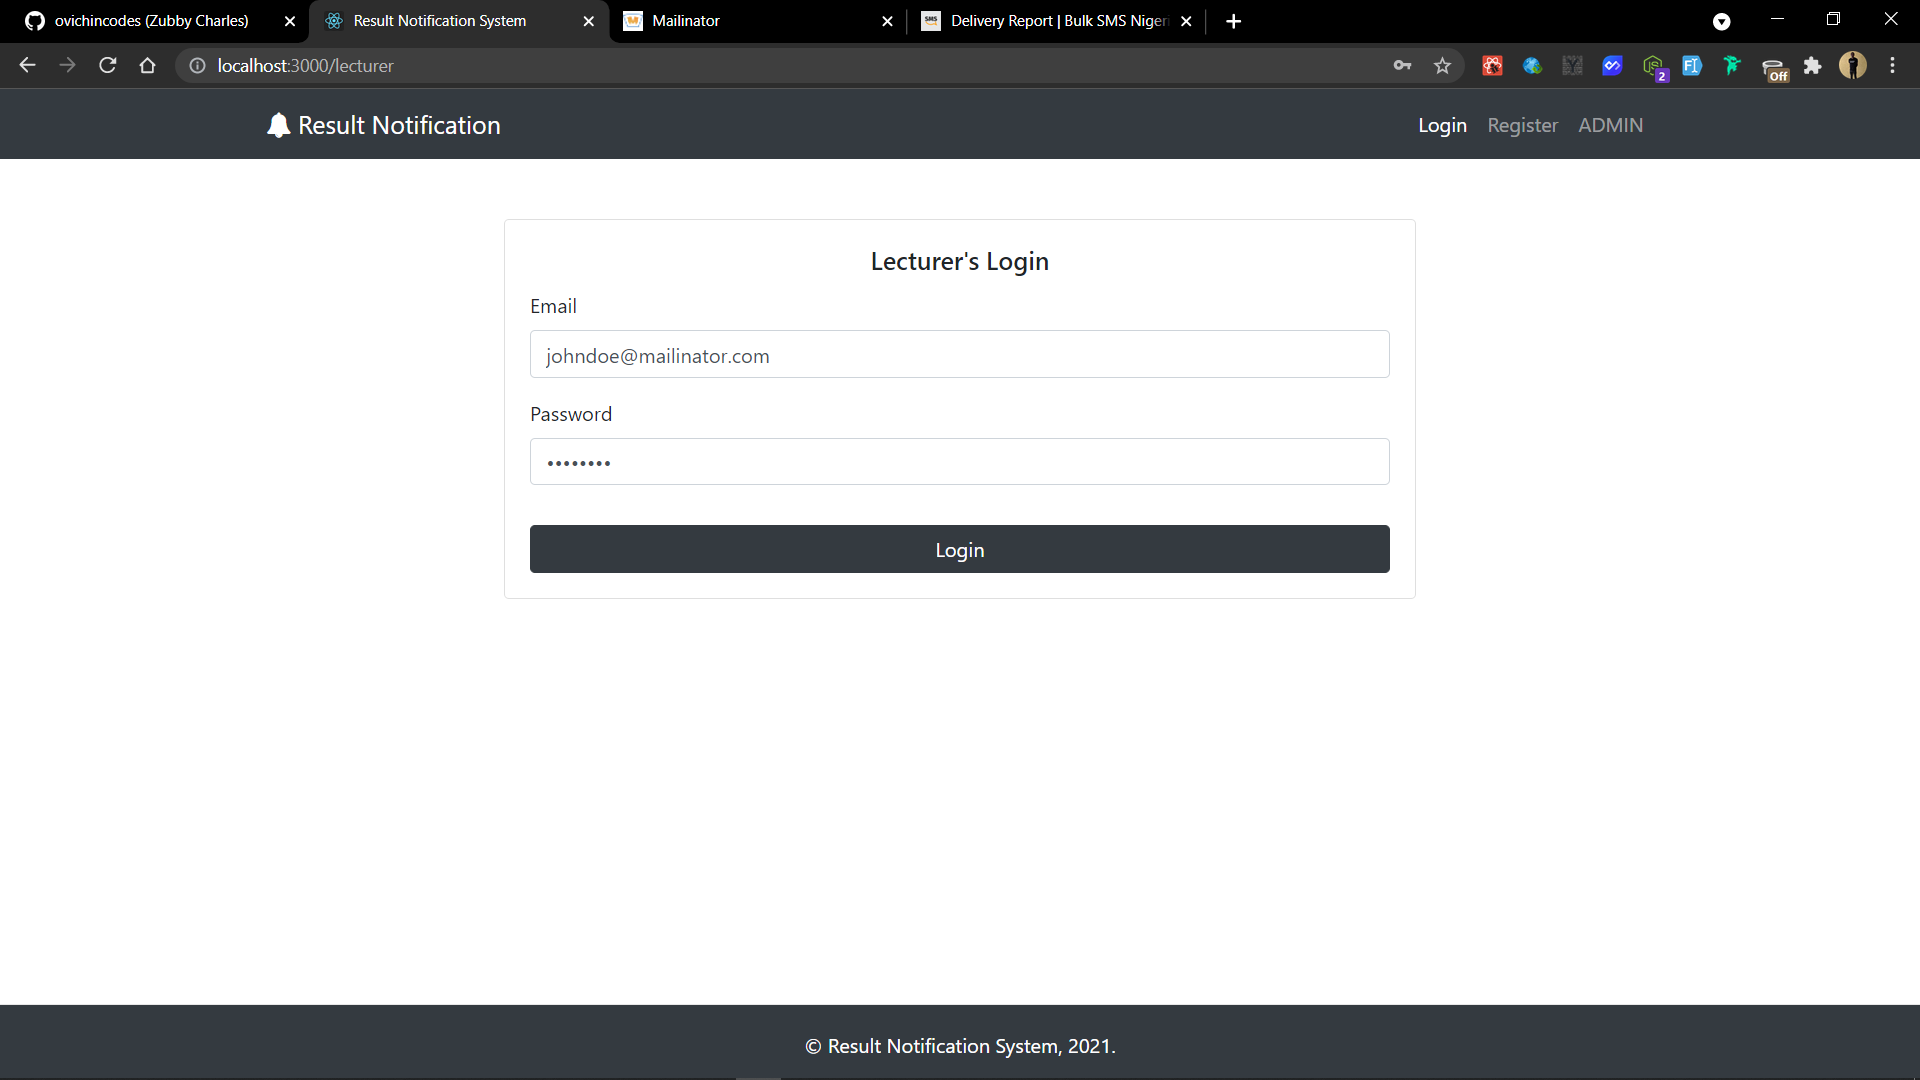 ovichincodes (Zubby Charles)
Result Notification System
Mailinator
Delivery Report | Bulk SMS Nigeri
localhost:3000/lecturer
2
Off
Result Notification
Login
Register
ADMIN
Lecturer's Login
Email
johndoe@mailinator.com
Password
••••••••
Login
© Result Notification System, 2021.